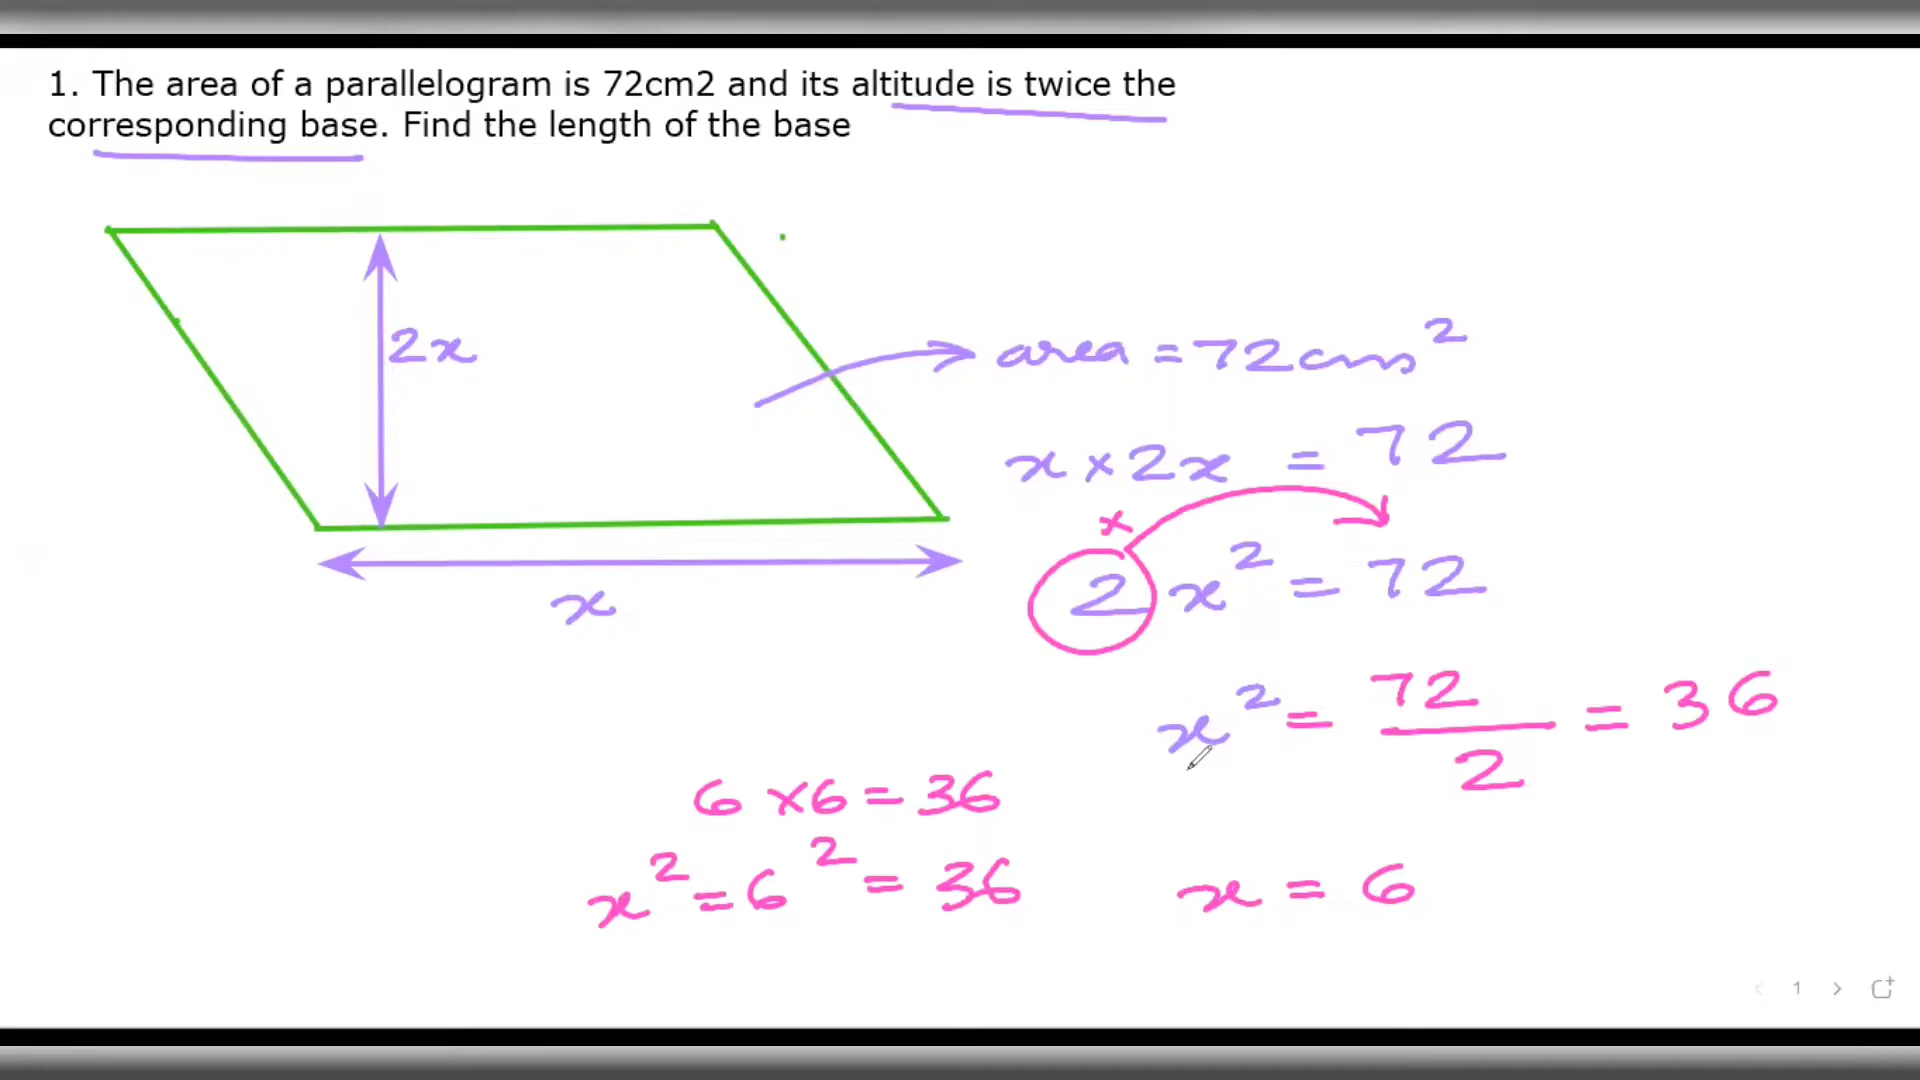 1. The area of a parallelogram is 72cm2 and its altitude is twice the
corresponding base. Find the length of the base
2x
area = 72cm²
x × 2x = 72
×
2 x² = 72
x
x² = 72/2 = 36
6 × 6 = 36
x² = 6² = 36
x = 6
1